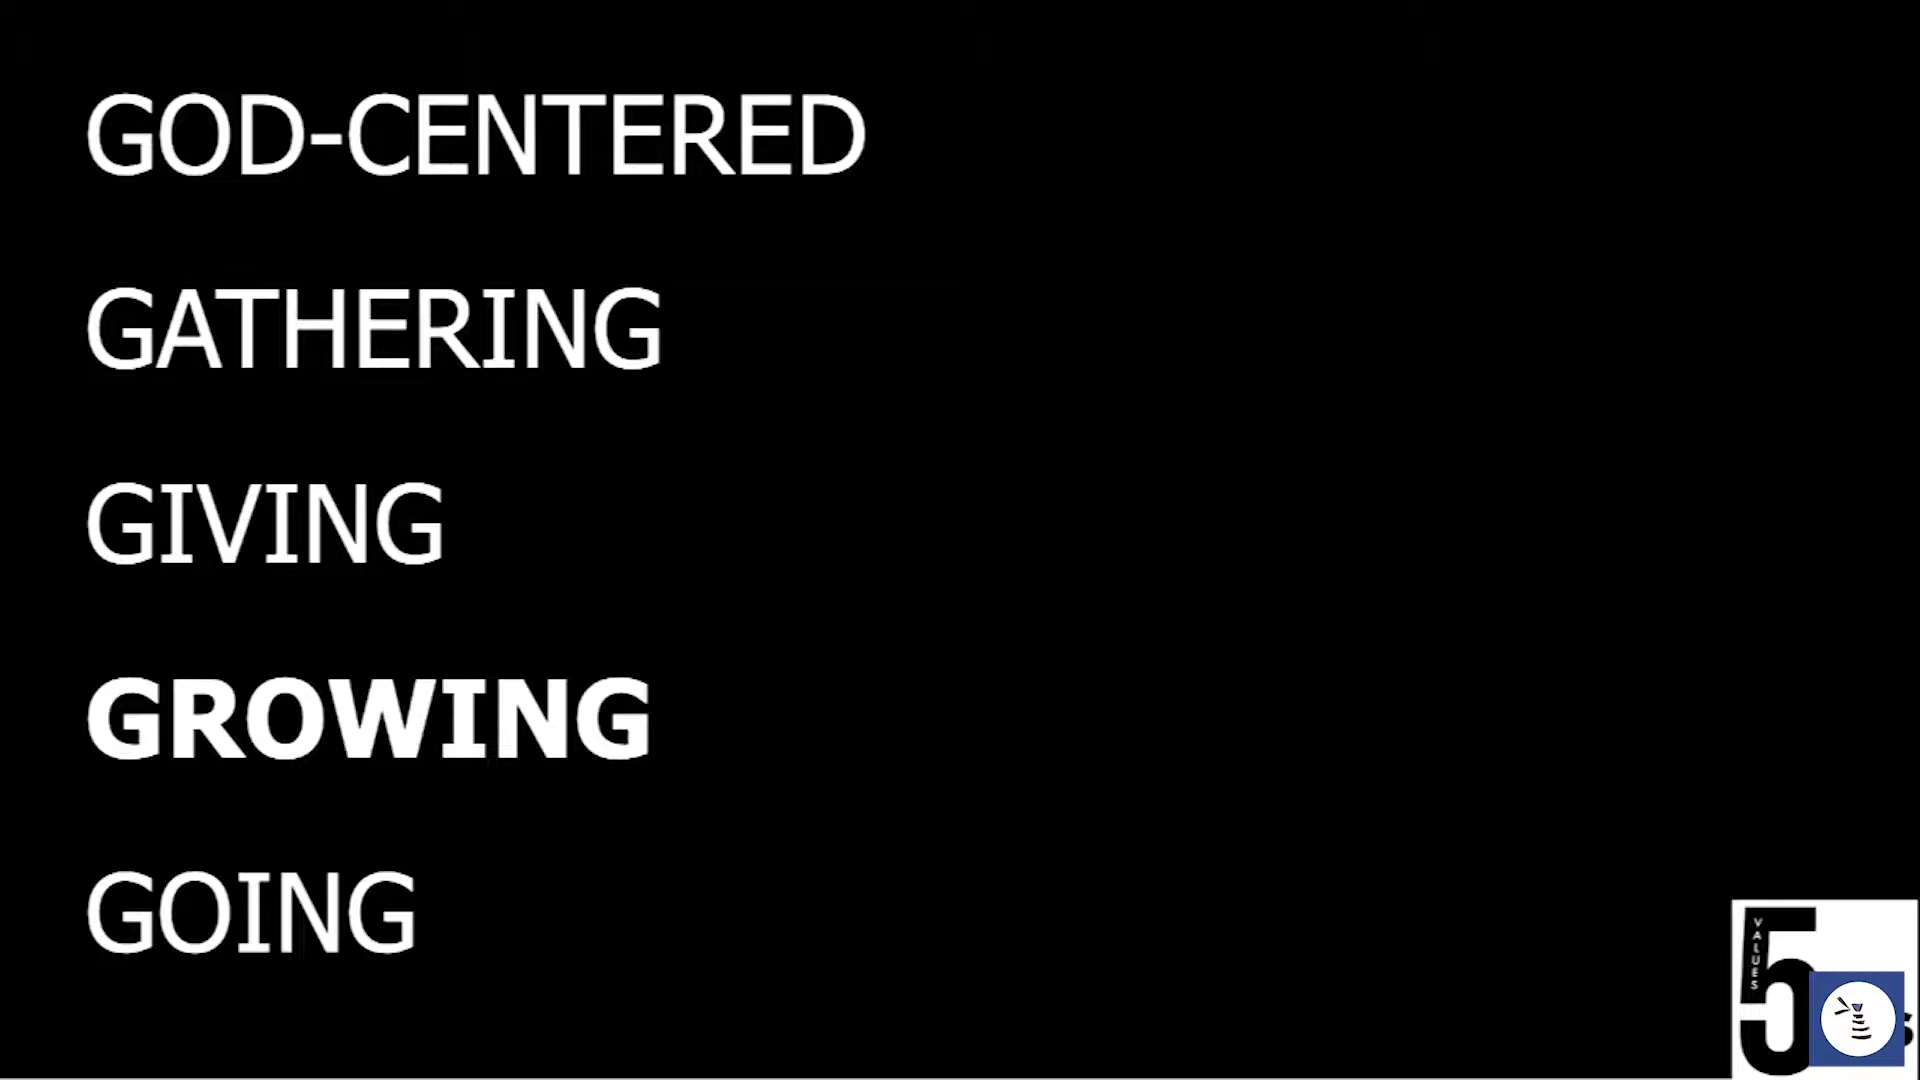 GOD-CENTERED
GATHERING
GIVING
GROWING
GOING
VALUES
5